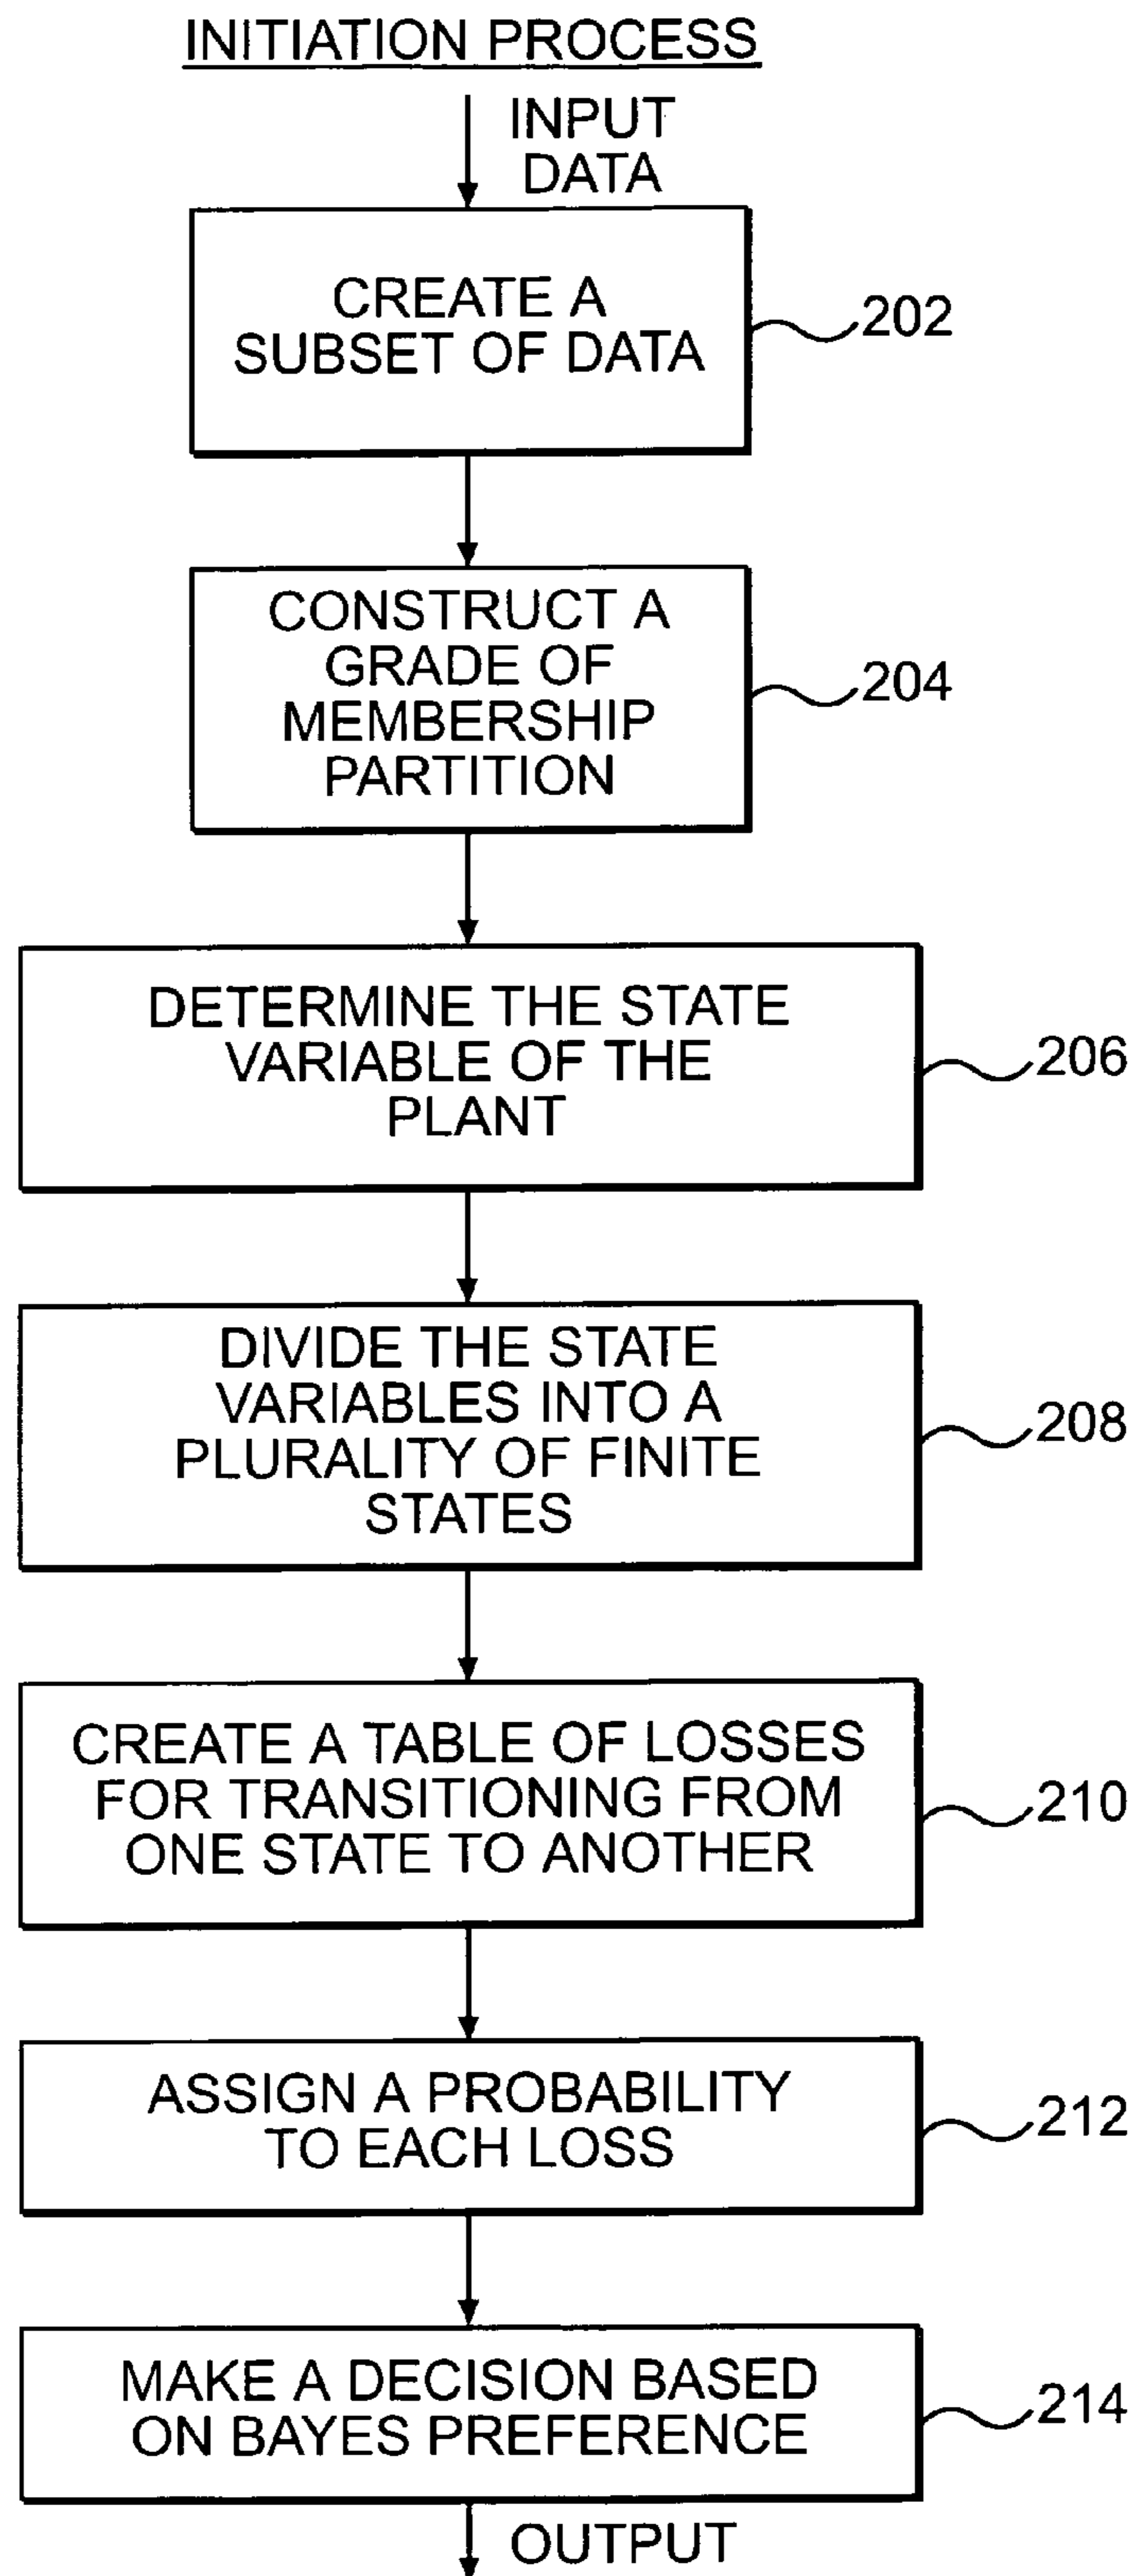 INITIATION PROCESS
INPUT
DATA
CREATE A
SUBSET OF DATA
202
CONSTRUCT A
GRADE OF
MEMBERSHIP
PARTITION
204
DETERMINE THE STATE
VARIABLE OF THE
PLANT
206
DIVIDE THE STATE
VARIABLES INTO A
PLURALITY OF FINITE
STATES
208
CREATE A TABLE OF LOSSES
FOR TRANSITIONING FROM
ONE STATE TO ANOTHER
210
ASSIGN A PROBABILITY
TO EACH LOSS
212
MAKE A DECISION BASED
ON BAYES PREFERENCE
214
OUTPUT